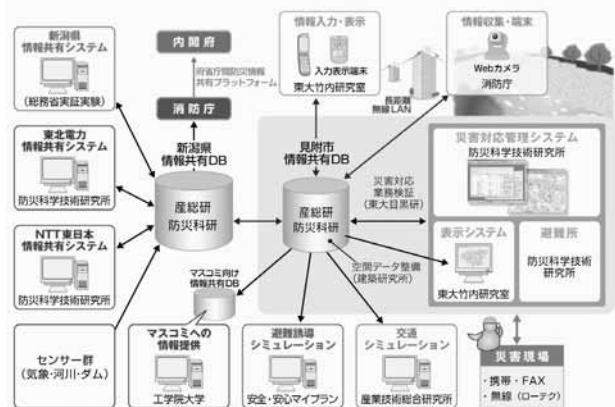 新潟県
情報共有システム
(総務省実証実験)
東北電力
情報共有システム
防災科学技術研究所
NTT東日本
情報共有システム
防災科学技術研究所
センサー群
(気象・河川・ダム)
内閣府
府省庁間防災情報
共有プラットフォーム
消防庁
新潟県
情報共有DB
産総研
防災科研
マスコミ向け
情報共有DB
マスコミへの
情報提供
工学院大学
情報入力・表示
入力表示端末
東大竹内研究室
長距離
無線LAN
情報収集・端末
Webカメラ
消防庁
見附市
情報共有DB
産総研
防災科研
災害対応
業務検証
(東大目黒研)
空間データ整備
(建築研究所)
避難誘導
シミュレーション
安全・安心マイプラン
交通
シミュレーション
産業技術総合研究所
災害対応管理システム
防災科学技術研究所
表示システム
東大竹内研究室
避難所
防災科学技術
研究所
災害現場
・携帯・FAX
・無線（ローテク）